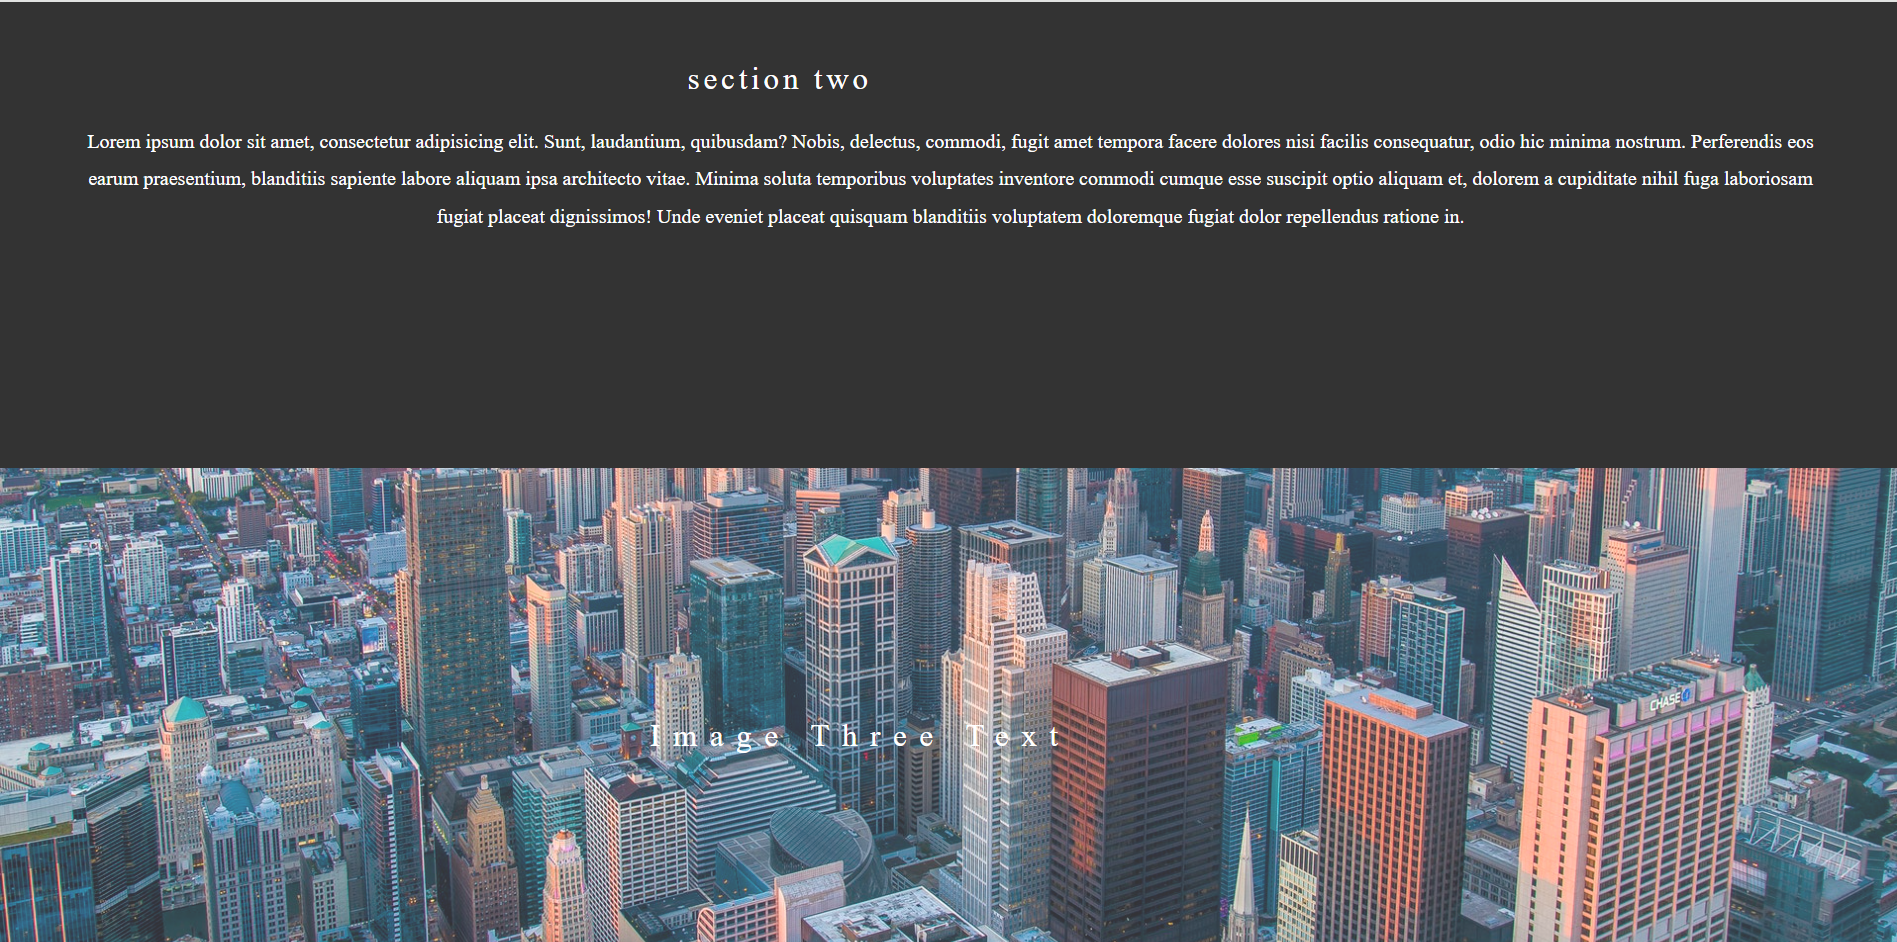 section two
Lorem ipsum dolor sit amet, consectetur adipisicing elit. Sunt, laudantium, quibusdam? Nobis, delectus, commodi, fugit amet tempora facere dolores nisi facilis consequatur, odio hic minima nostrum. Perferendis eos
earum praesentium, blanditiis sapiente labore aliquam ipsa architecto vitae. Minima soluta temporibus voluptates inventore commodi cumque esse suscipit optio aliquam et, dolorem a cupiditate nihil fuga laboriosam
fugiat placeat dignissimos! Unde eveniet placeat quisquam blanditiis voluptatem doloremque fugiat dolor repellendus ratione in.
CHASE
Image Three Text